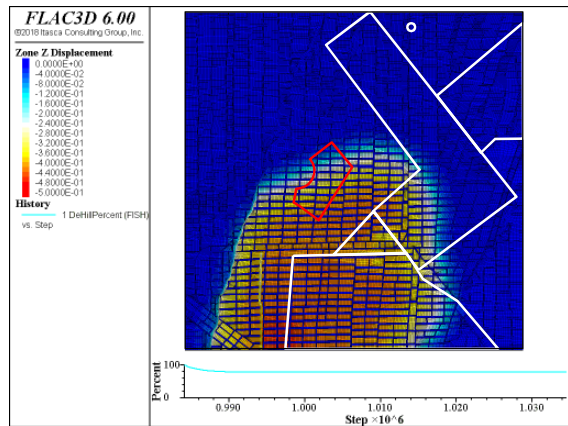 FLAC3D 6.00
©2018 Itasca Consulting Group, Inc.
Zone Z Displacement
0.0000E+00
-4.0000E-02
-8.0000E-02
-1.2000E-01
-1.6000E-01
-2.0000E-01
-2.4000E-01
-2.8000E-01
-3.2000E-01
-3.6000E-01
-4.0000E-01
-4.4000E-01
-4.8000E-01
-5.0000E-01
History
1 DeHillPercent (FISH)
vs. Step
Percent
100
0
0.990 1.000 1.010 1.020 1.030
Step ×10^6